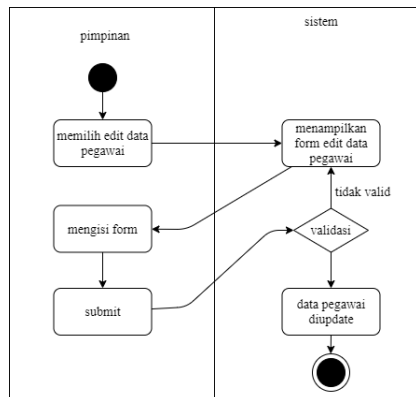 pimpinan
sistem
memilih edit data
pegawai
menampilkan
form edit data
pegawai
tidak valid
mengisi form
validasi
submit
data pegawai
diupdate